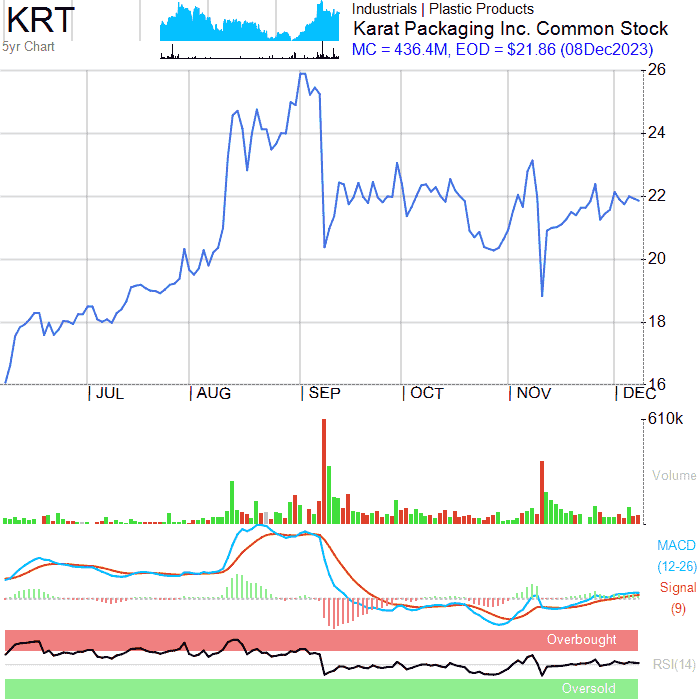 KRT
5yr Chart
Industrials | Plastic Products
Karat Packaging Inc. Common Stock
MC = 436.4M, EOD = $21.86 (08Dec2023)
26
24
22
20
18
16
JUL AUG SEP OCT NOV DEC
610k
Volume
MACD
(12-26)
Signal
(9)
Overbought
RSI(14)
Oversold